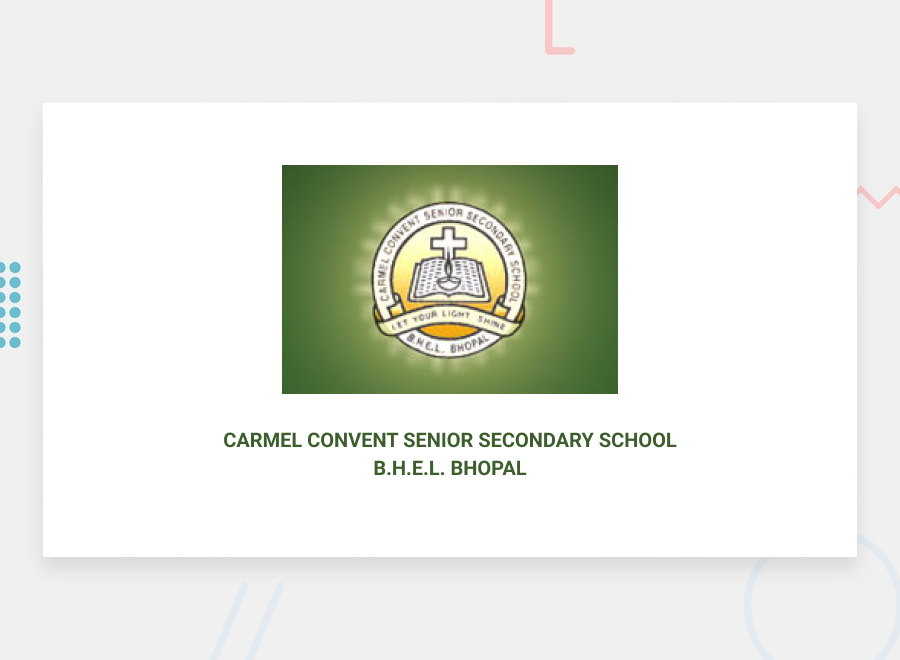 CARMEL CONVENT SENIOR SECONDARY SCHOOL
LET YOUR LIGHT SHINE
B.H.E.L. BHOPAL
CARMEL CONVENT SENIOR SECONDARY SCHOOL
B.H.E.L. BHOPAL